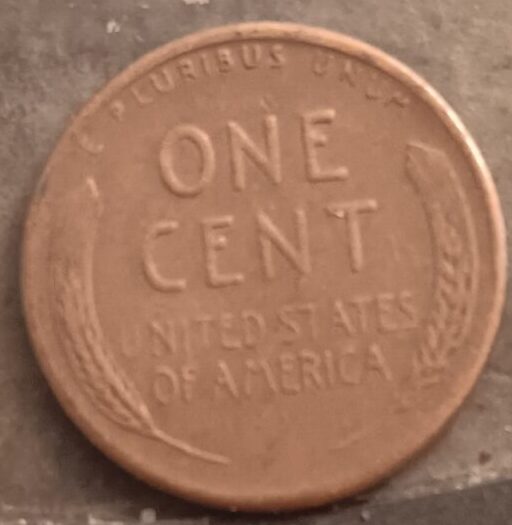 E PLURIBUS UNUM
ONE
CENT
UNITED STATES
OF AMERICA